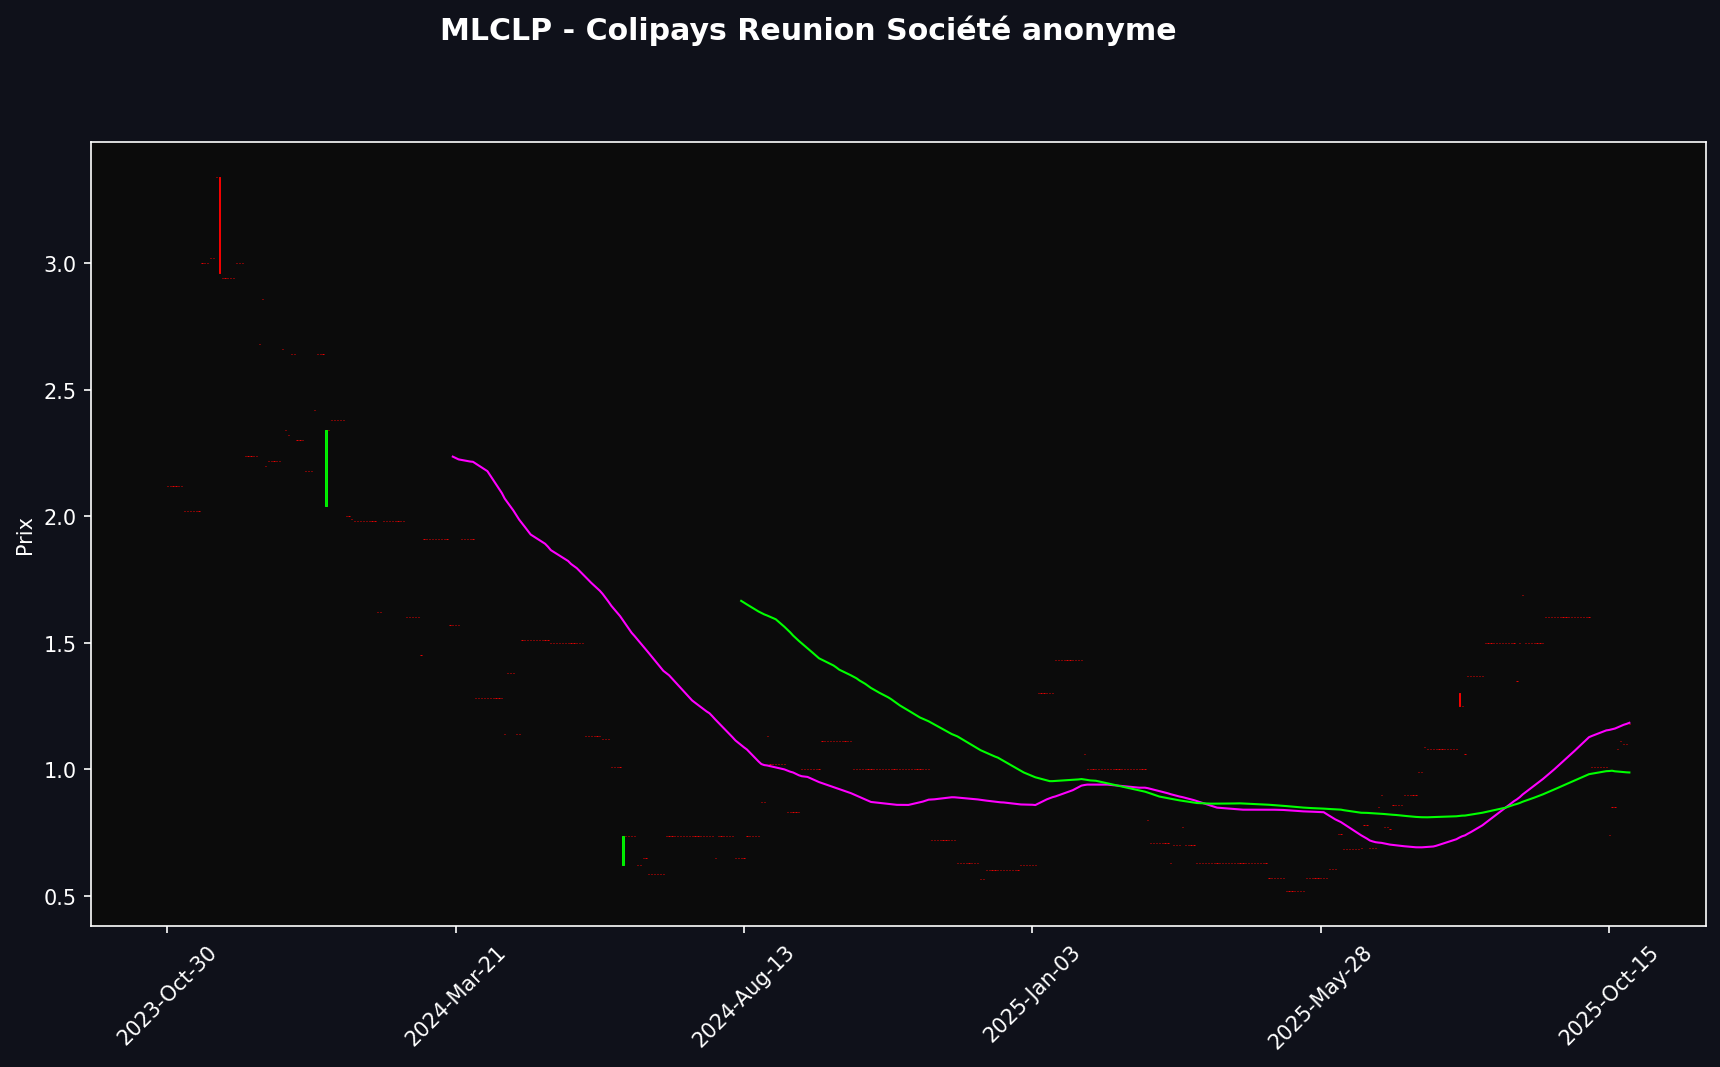 MLCLP - Colipays Reunion Société anonyme
Prix
3.0
2.5
2.0
1.5
1.0
0.5
2023-Oct-30
2024-Mar-21
2024-Aug-13
2025-Jan-03
2025-May-28
2025-Oct-15